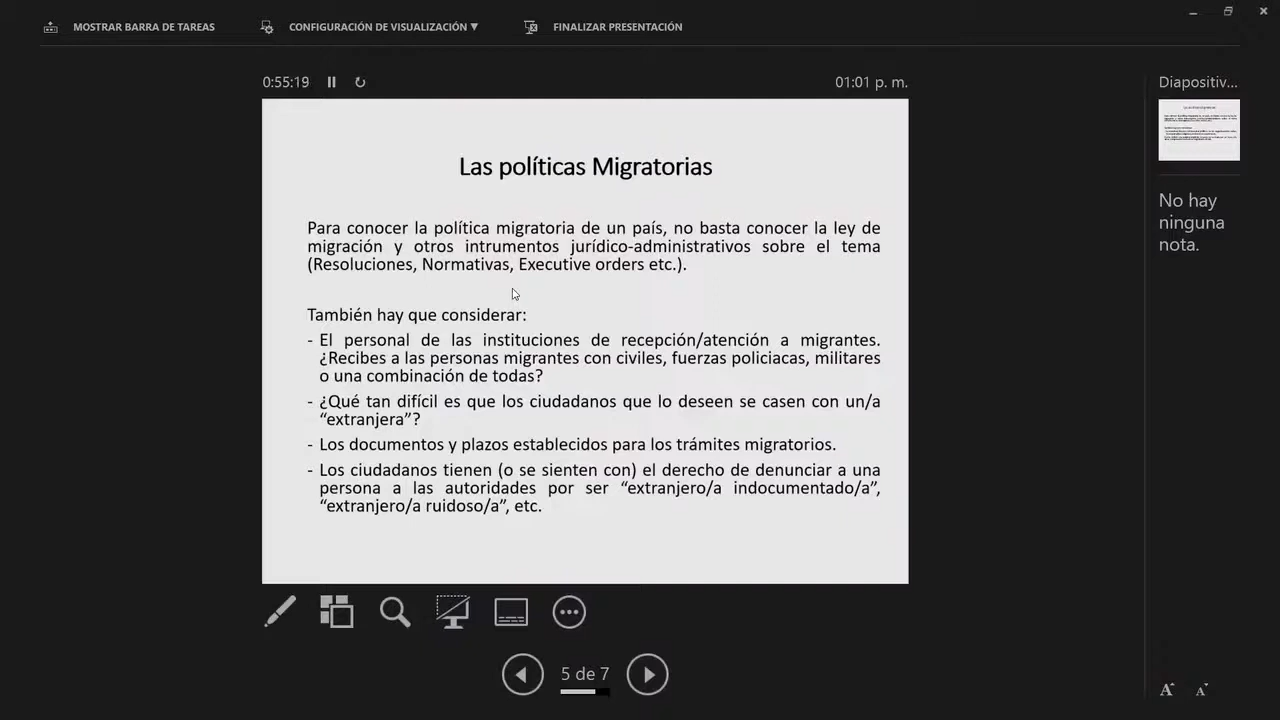 MOSTRAR BARRA DE TAREAS
CONFIGURACIÓN DE VISUALIZACIÓN ▼
FINALIZAR PRESENTACIÓN
0:55:19
01:01 p. m.
Diapositiv...
Las políticas Migratorias
Para conocer la política migratoria de un país, no basta conocer la ley de
migración y otros intrumentos jurídico-administrativos sobre el tema
(Resoluciones, Normativas, Executive orders etc.).
También hay que considerar:
- El personal de las instituciones de recepción/atención a migrantes.
¿Recibes a las personas migrantes con civiles, fuerzas policiacas, militares
o una combinación de todas?
- ¿Qué tan difícil es que los ciudadanos que lo deseen se casen con un/a
“extranjera”?
- Los documentos y plazos establecidos para los trámites migratorios.
- Los ciudadanos tienen (o se sienten con) el derecho de denunciar a una
persona a las autoridades por ser “extranjero/a indocumentado/a”,
“extranjero/a ruidoso/a”, etc.
No hay
ninguna
nota.
5 de 7
A A